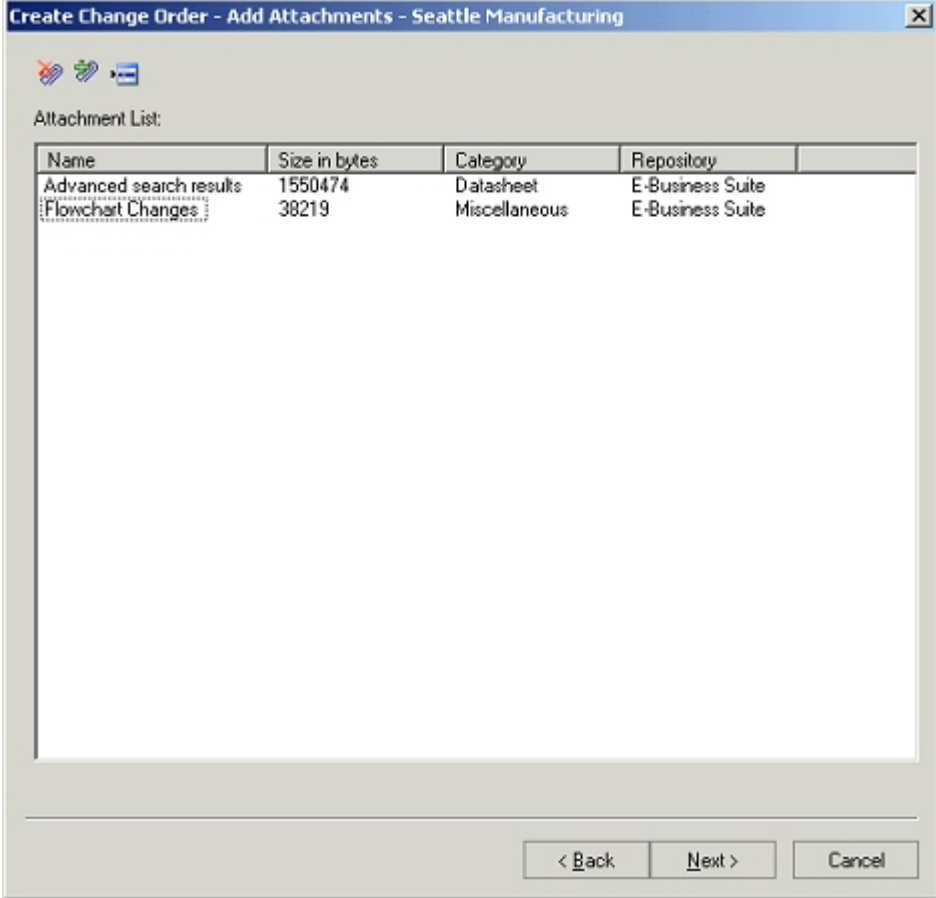 Create Change Order - Add Attachments - Seattle Manufacturing
Attachment List:
Name Size in bytes Category Repository
Advanced search results 1550474 Datasheet E-Business Suite
Flowchart Changes 38219 Miscellaneous E-Business Suite
< Back Next > Cancel